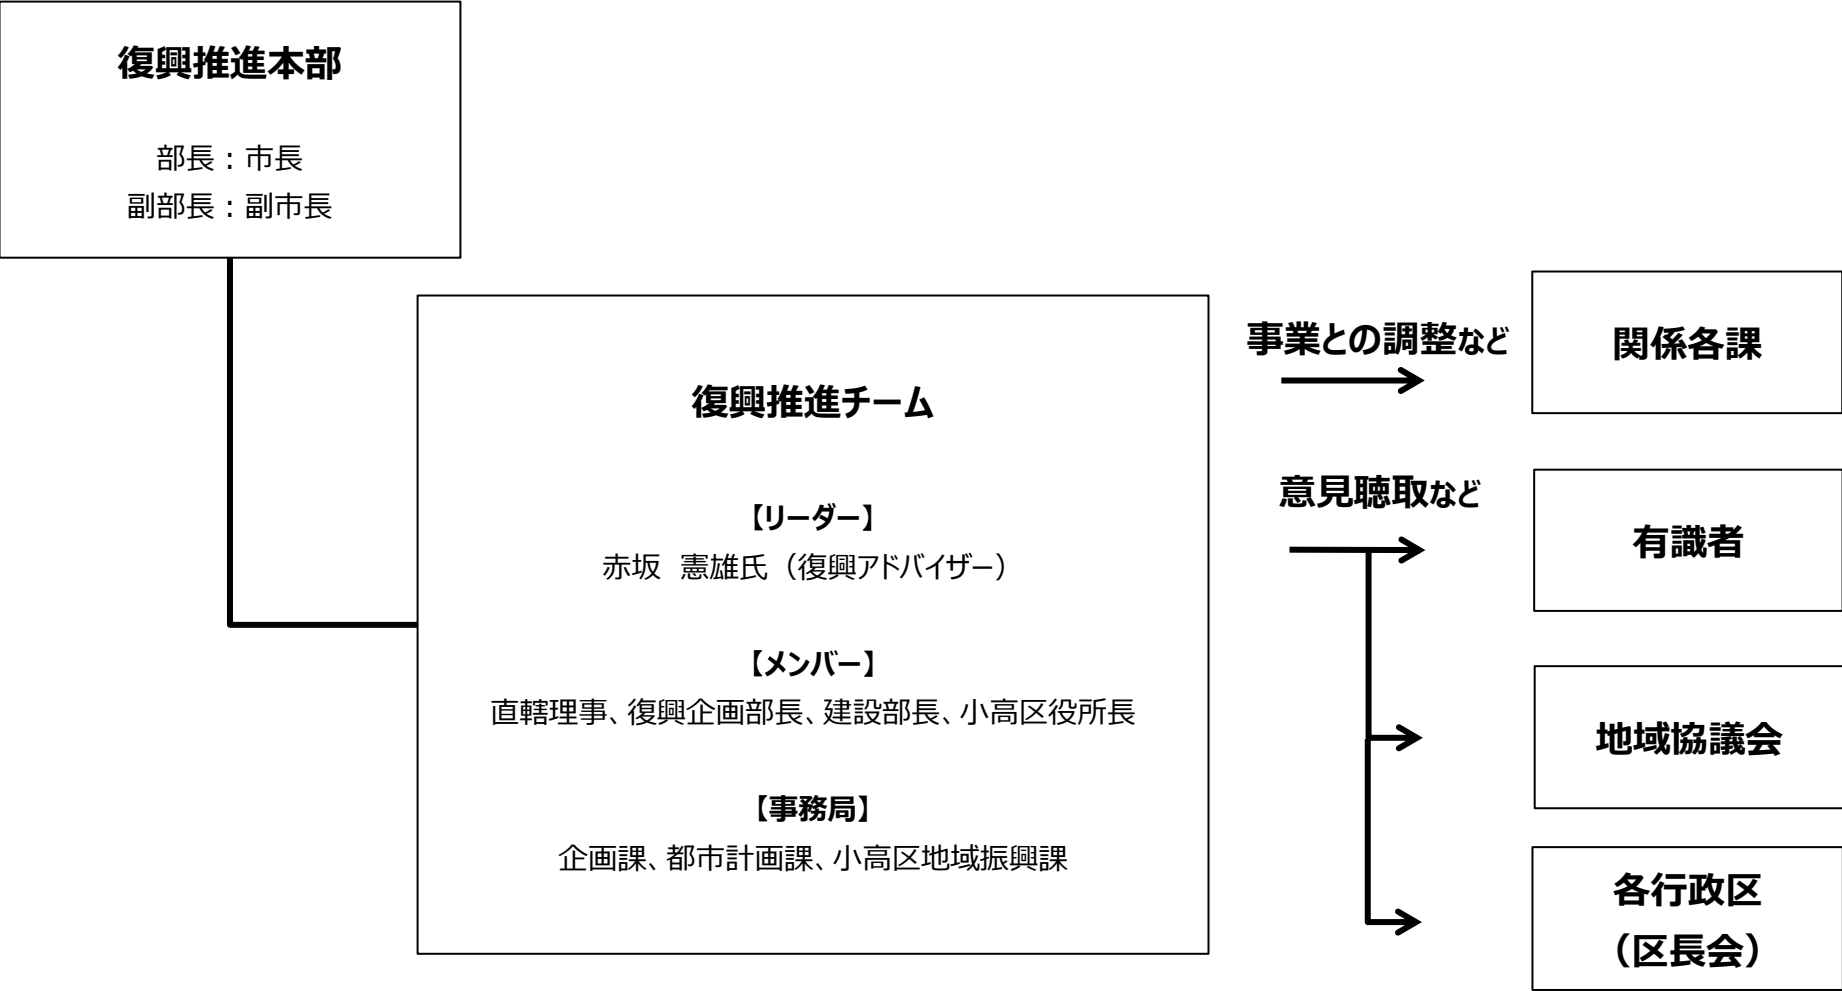 復興推進本部
部長：市長
副部長：副市長
復興推進チーム
【リーダー】
赤坂　憲雄氏（復興アドバイザー）
【メンバー】
直轄理事、復興企画部長、建設部長、小高区役所長
【事務局】
企画課、都市計画課、小高区地域振興課
事業との調整など
関係各課
意見聴取など
有識者
地域協議会
各行政区
（区長会）